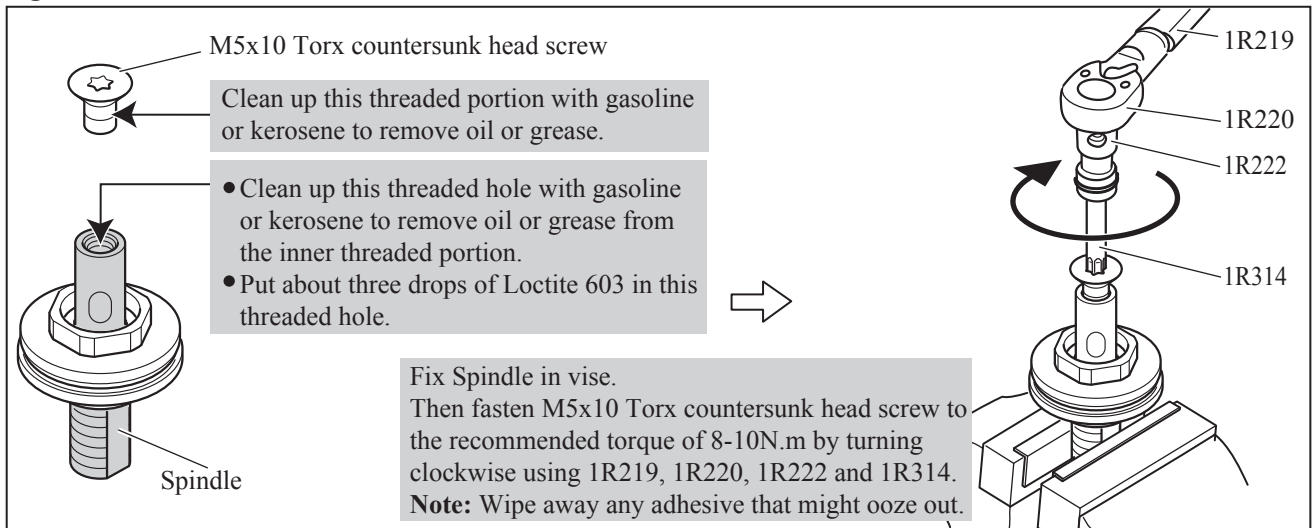 M5x10 Torx countersunk head screw
Clean up this threaded portion with gasoline
or kerosene to remove oil or grease.
● Clean up this threaded hole with gasoline
or kerosene to remove oil or grease from
the inner threaded portion.
● Put about three drops of Loctite 603 in this
threaded hole.
Spindle
1R219
1R220
1R222
1R314
Fix Spindle in vise.
Then fasten M5x10 Torx countersunk head screw to
the recommended torque of 8-10N.m by turning
clockwise using 1R219, 1R220, 1R222 and 1R314.
Note: Wipe away any adhesive that might ooze out.